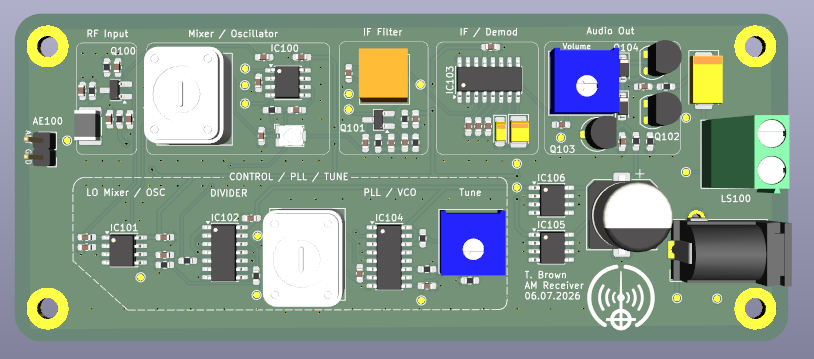 RF Input
Mixer / Oscillator
IF Filter
IF / Demod
Audio Out
Q100
IC100
Volume
Q104
IC103
AE100
Q101
Q103
Q102
CONTROL / PLL / TUNE
LO Mixer / OSC
DIVIDER
PLL / VCO
Tune
IC106
LS100
IC101
IC102
IC104
IC105
T. Brown
AM Receiver
06.07.2026